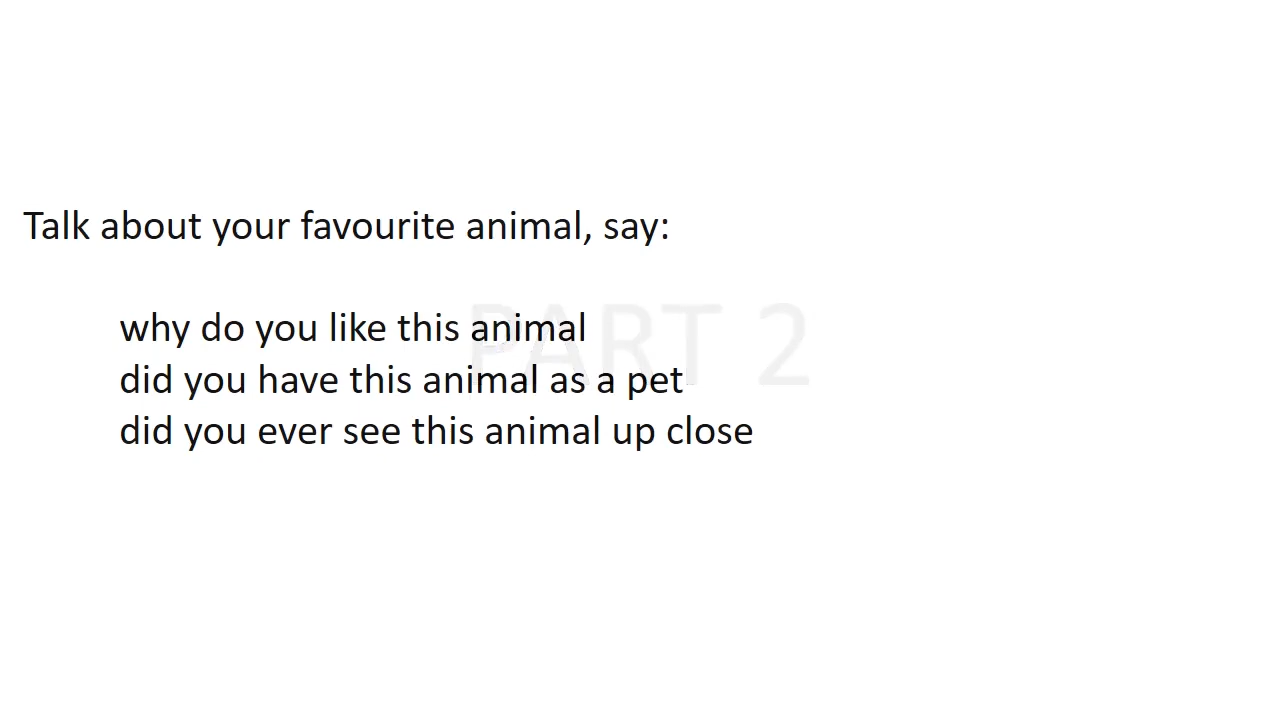 Talk about your favourite animal, say:
why do you like this animal
PART 2
did you have this animal as a pet
did you ever see this animal up close